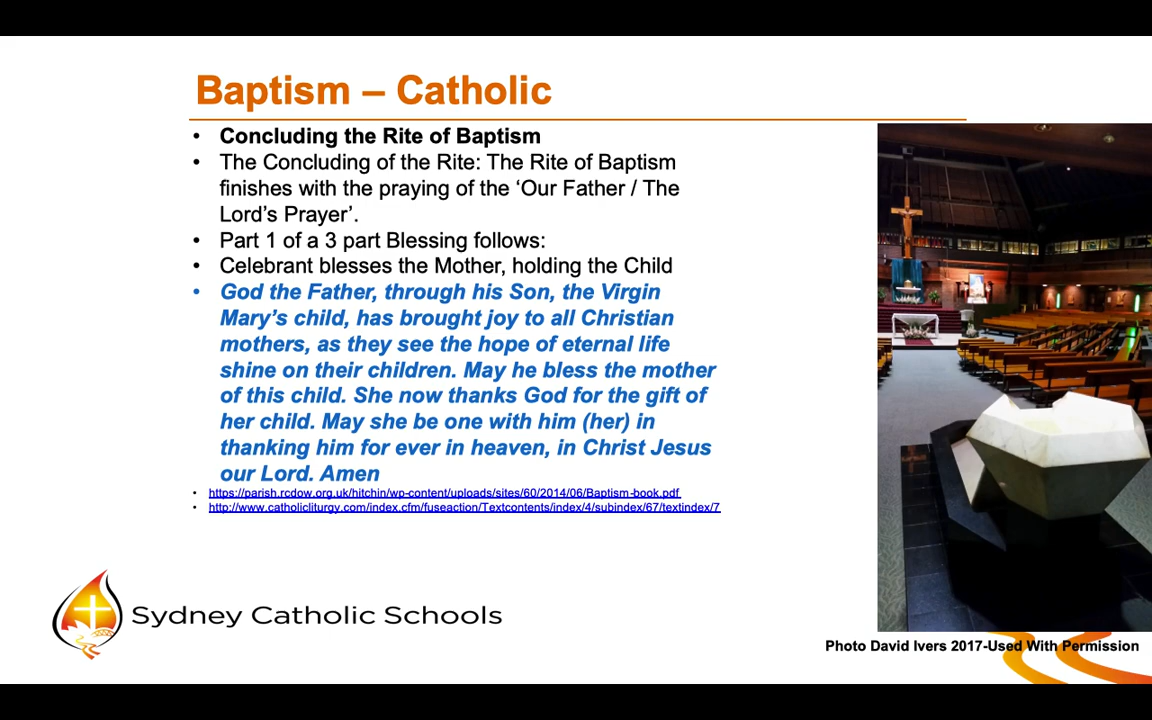 Baptism – Catholic
• Concluding the Rite of Baptism
• The Concluding of the Rite: The Rite of Baptism
finishes with the praying of the ‘Our Father / The
Lord’s Prayer’.
• Part 1 of a 3 part Blessing follows:
• Celebrant blesses the Mother, holding the Child
• God the Father, through his Son, the Virgin
Mary’s child, has brought joy to all Christian
mothers, as they see the hope of eternal life
shine on their children. May he bless the mother
of this child. She now thanks God for the gift of
her child. May she be one with him (her) in
thanking him for ever in heaven, in Christ Jesus
our Lord. Amen
• https://parish.rcdow.org.uk/hitchin/wp-content/uploads/sites/60/2014/06/Baptism-book.pdf
• http://www.catholicliturgy.com/index.cfm/fuseaction/Textcontents/index/4/subindex/67/textindex/7
Sydney Catholic Schools
Photo David Ivers 2017-Used With Permission